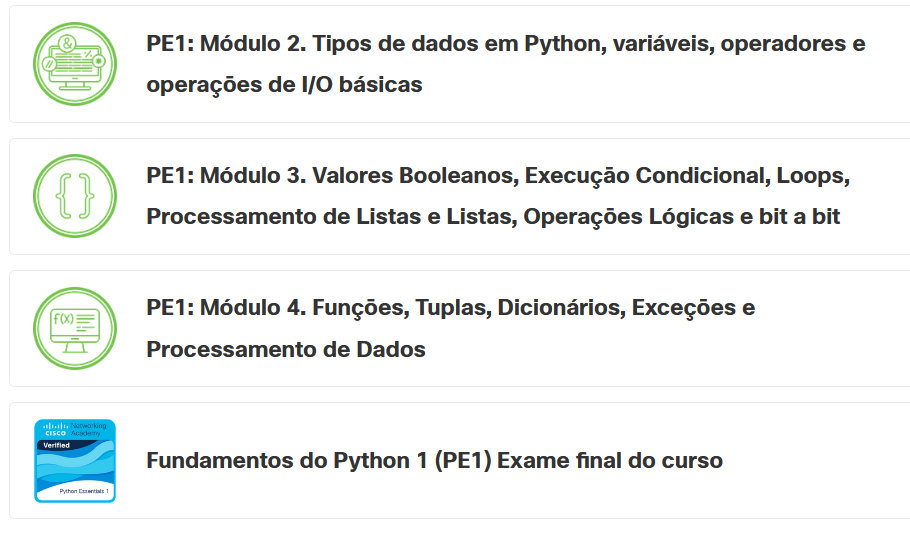 PE1: Módulo 2. Tipos de dados em Python, variáveis, operadores e
operações de I/O básicas
PE1: Módulo 3. Valores Booleanos, Execução Condicional, Loops,
Processamento de Listas e Listas, Operações Lógicas e bit a bit
f(x)
PE1: Módulo 4. Funções, Tuplas, Dicionários, Exceções e
Processamento de Dados
CISCO Networking
Academy
Verified
Python Essentials 1
Fundamentos do Python 1 (PE1) Exame final do curso